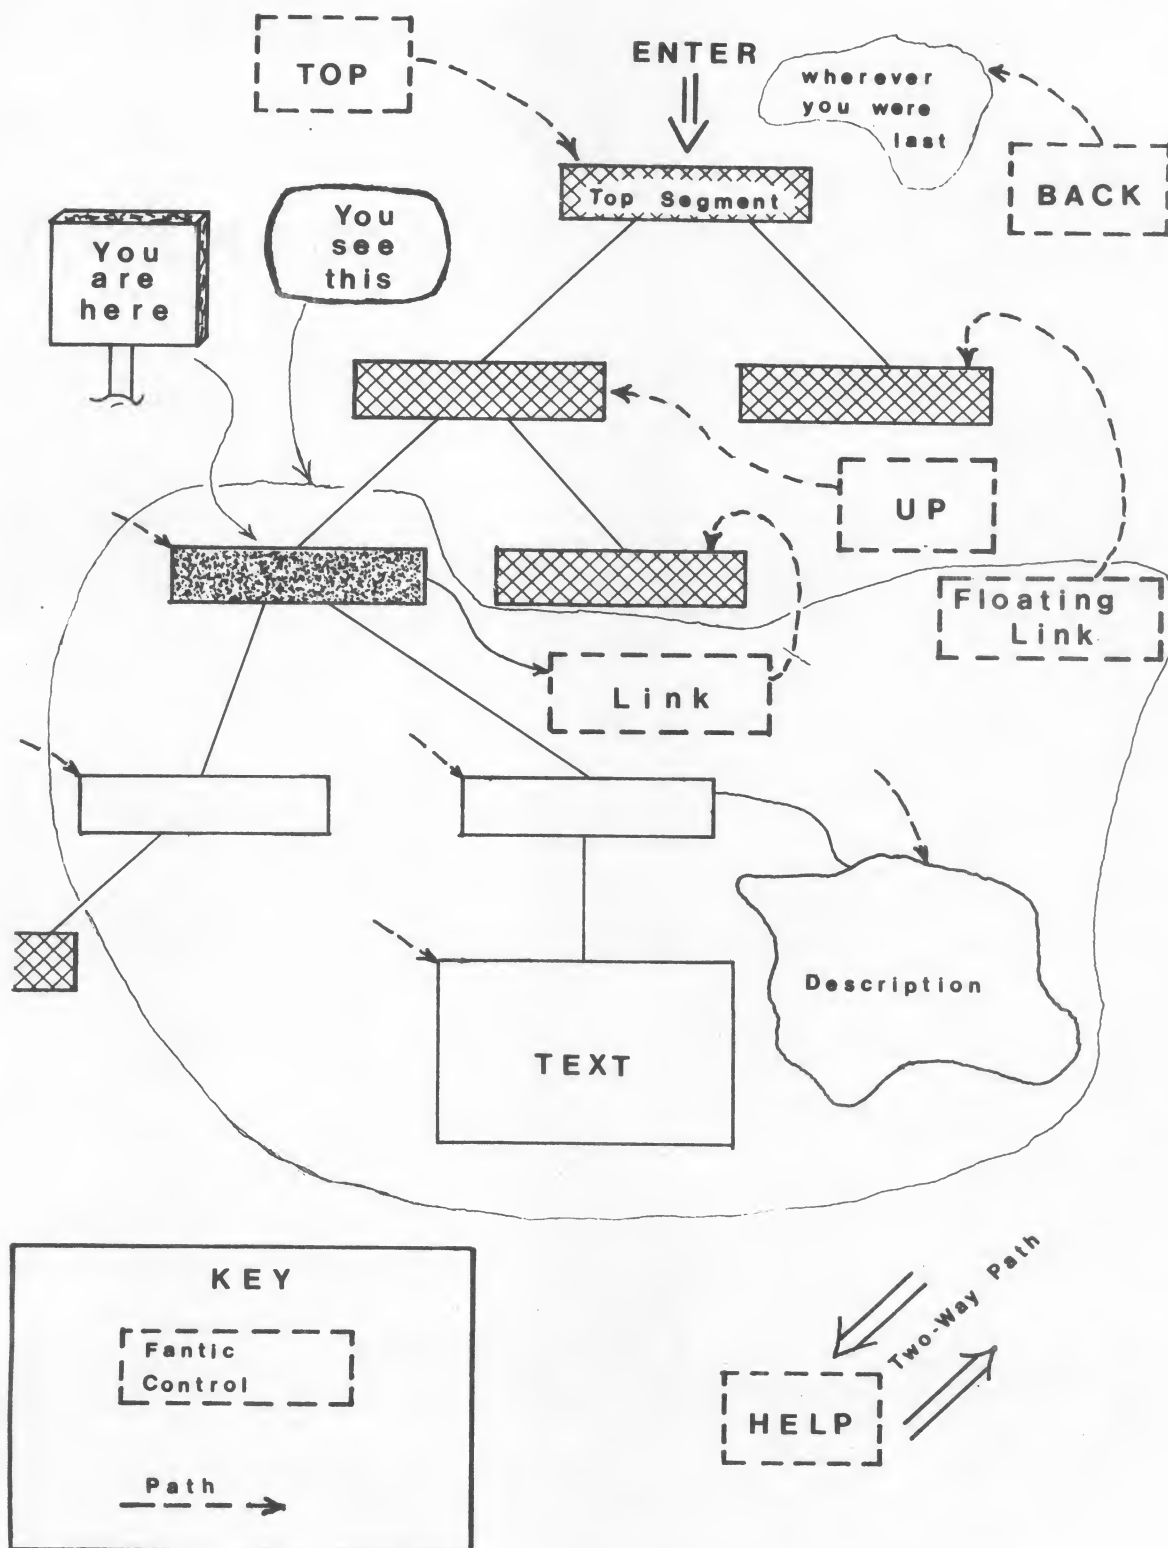 TOP
ENTER
wherever
you were
last
BACK
Top Segment
You
are
here
You
see
this
UP
Floating
Link
Link
Description
TEXT
KEY
Fantic
Control
Path
Two-Way Path
HELP